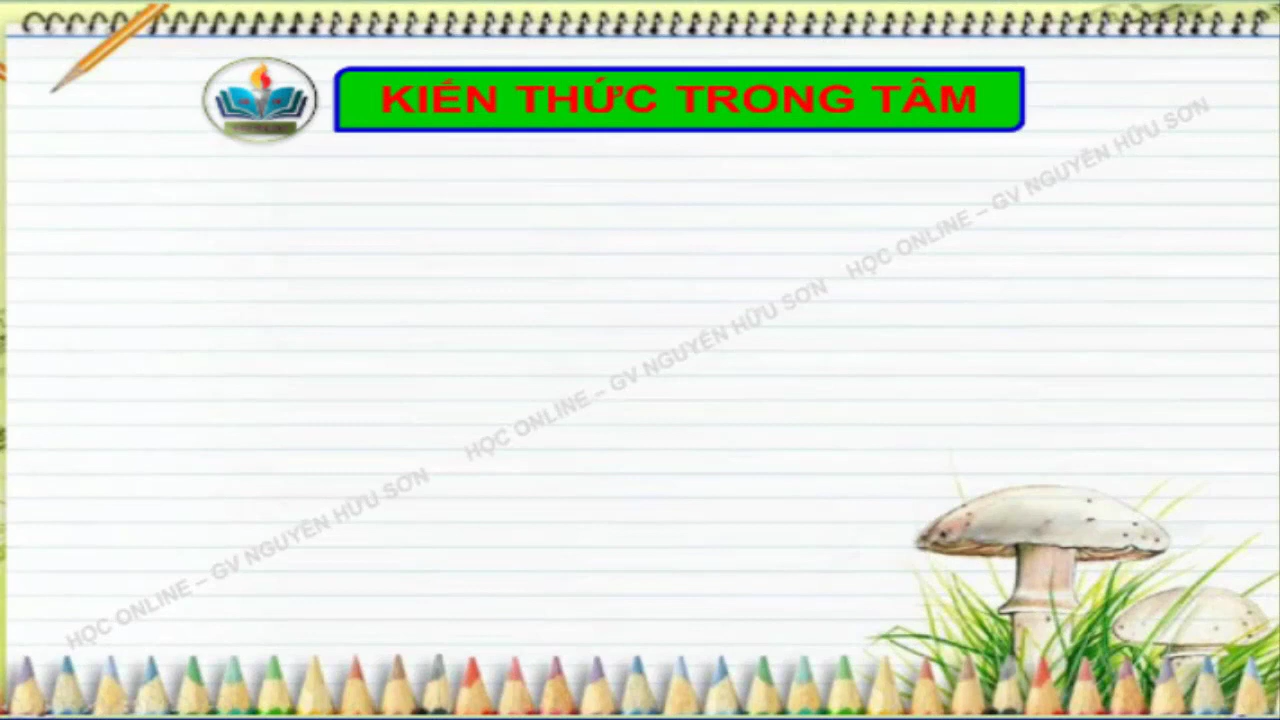 KIẾN THỨC TRONG TÂM
HỌC ONLINE – GV NGUYỄN HỮU SƠN
HỌC ONLINE – GV NGUYỄN HỮU SƠN
HỌC ONLINE – GV NGUYỄN HỮU SƠN